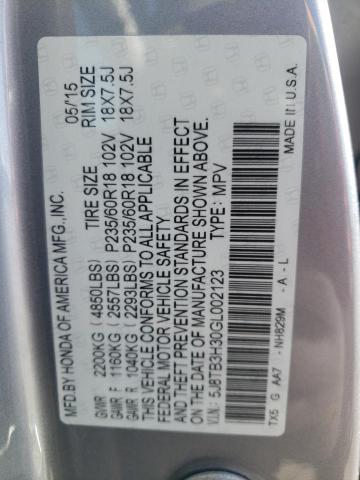 MFD.BY HONDA OF AMERICA MFG.,INC. 05/15
TIRE SIZE RIM SIZE
GVWR 2200KG ( 4850LBS)
GAWR F 1160KG ( 2557LBS) P235/60R18 102V 18X7.5J
GAWR R 1040KG ( 2293LBS) P235/60R18 102V 18X7.5J
THIS VEHICLE CONFORMS TO ALL APPLICABLE
FEDERAL MOTOR VEHICLE SAFETY
AND THEFT PREVENTION STANDARDS IN EFFECT
ON THE DATE OF MANUFACTURE SHOWN ABOVE.
V.I.N.: 5J8TB3H30GL002123 TYPE: MPV
MADE IN U.S.A.
TX5 G AA7 - NH829M - A - L